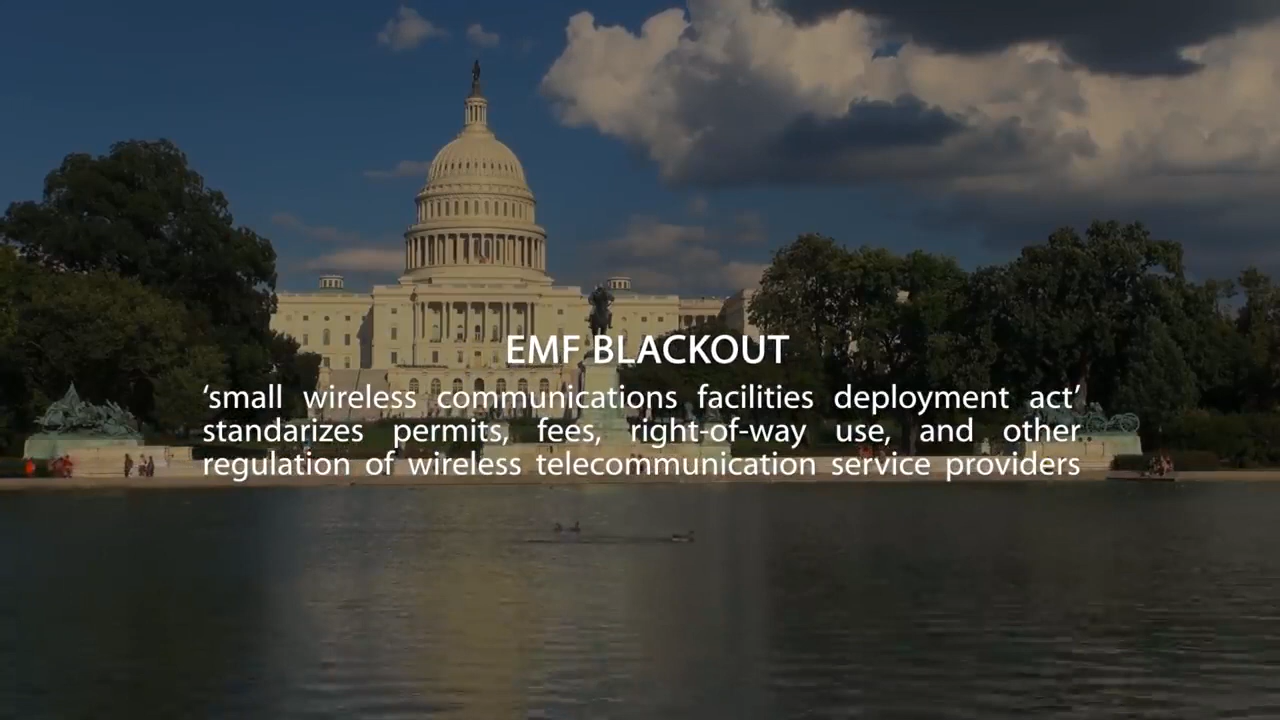 EMF BLACKOUT
‘small wireless communications facilities deployment act’
standarizes permits, fees, right-of-way use, and other
regulation of wireless telecommunication service providers